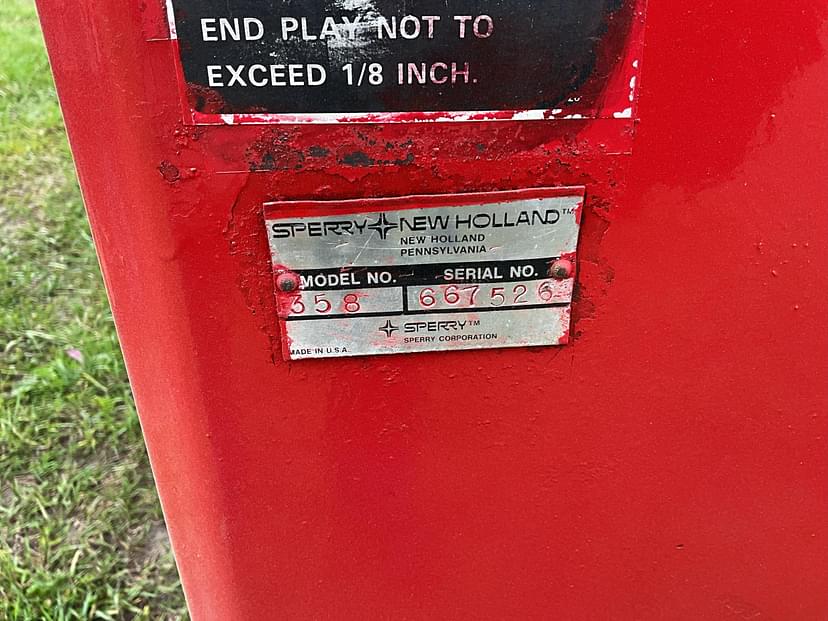 END PLAY NOT TO
EXCEED 1/8 INCH.
SPERRY NEW HOLLAND™
NEW HOLLAND
PENNSYLVANIA
MODEL NO. SERIAL NO.
358 667526
SPERRY™
SPERRY CORPORATION
MADE IN U.S.A.